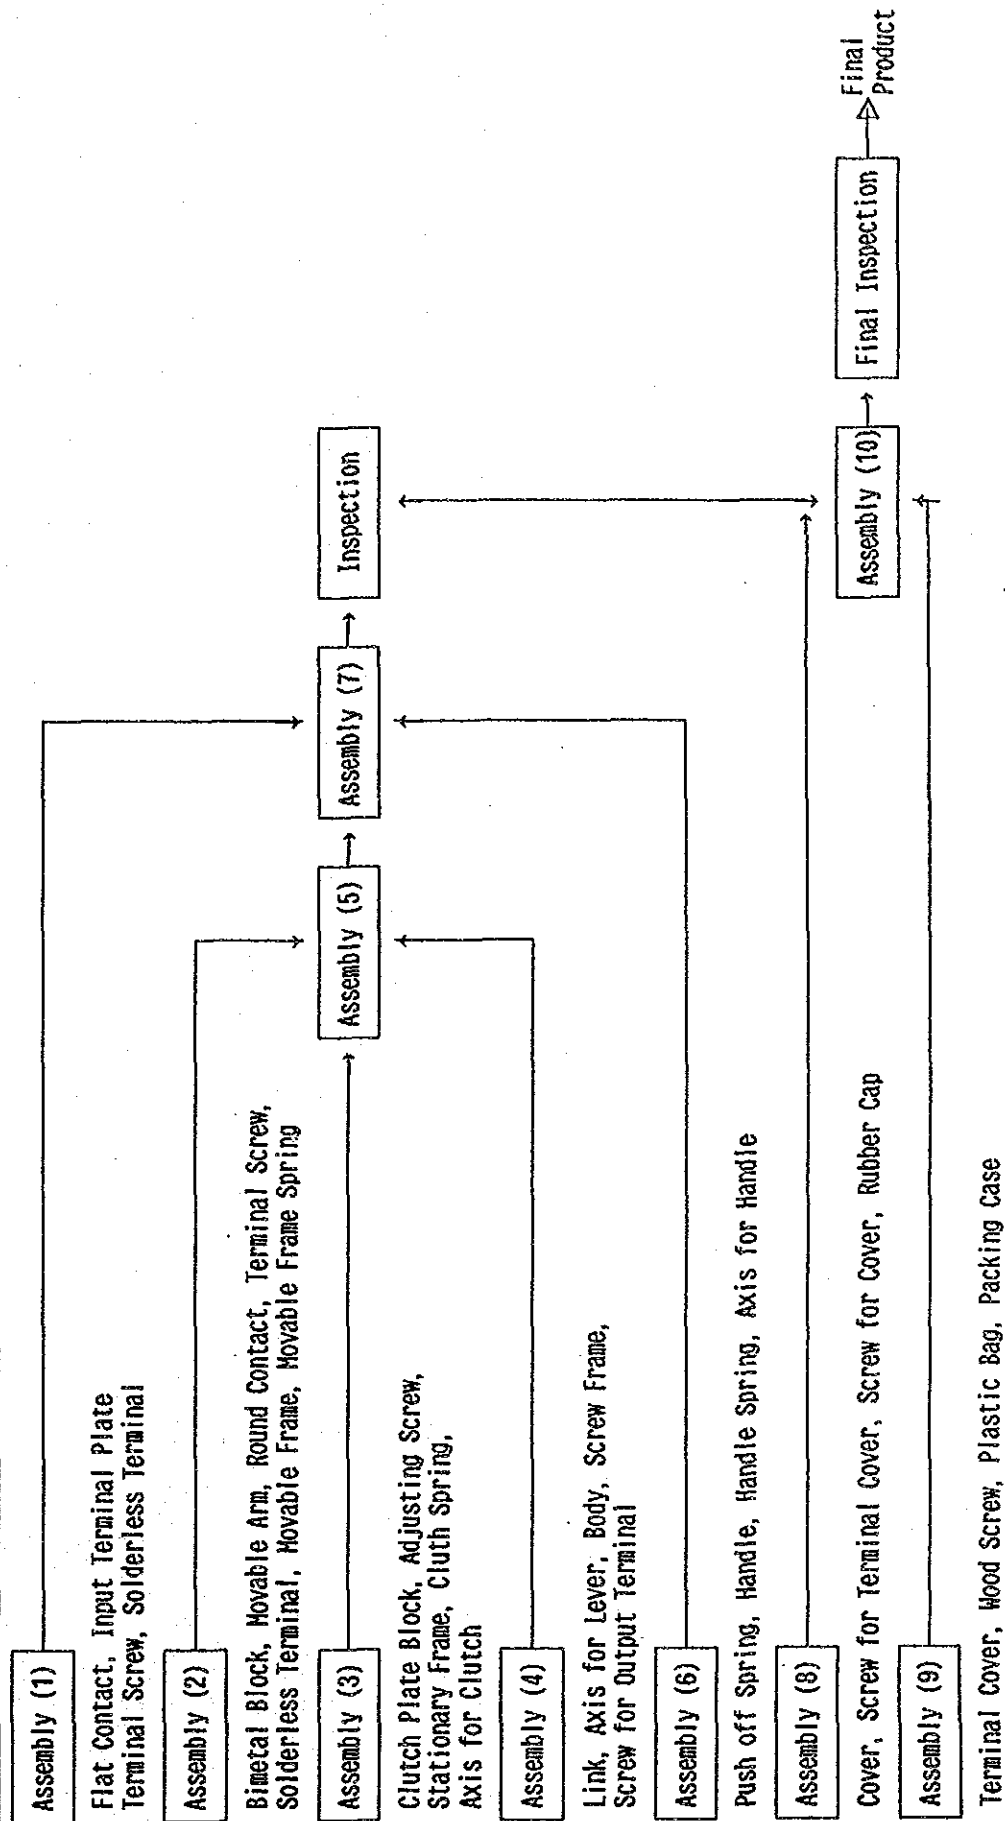 Assembly (1)
Flat Contact, Input Terminal Plate
Terminal Screw, Solderless Terminal
Assembly (2)
Bimetal Block, Movable Arm, Round Contact, Terminal Screw,
Solderless Terminal, Movable Frame, Movable Frame Spring
Assembly (3)
Clutch Plate Block, Adjusting Screw,
Stationary Frame, Cluth Spring,
Axis for Clutch
Assembly (4)
Link, Axis for Lever, Body, Screw Frame,
Screw for Output Terminal
Assembly (6)
Push off Spring, Handle, Handle Spring, Axis for Handle
Assembly (8)
Cover, Screw for Terminal Cover, Screw for Cover, Rubber Cap
Assembly (9)
Terminal Cover, Wood Screw, Plastic Bag, Packing Case
Assembly (5)
Assembly (7)
Inspection
Assembly (10)
Final Inspection
Final
Product